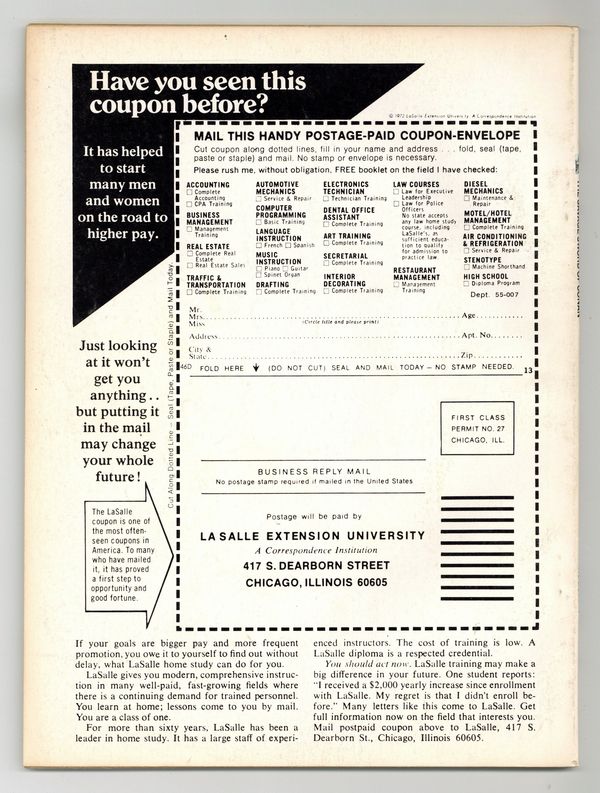 Have you seen this
coupon before?
© 1972 LaSalle Extension University, A Correspondence Institution
It has helped
to start
many men
and women
on the road to
higher pay.
Just looking
at it won't
get you
anything . .
but putting it
in the mail
may change
your whole
future!
The LaSalle
coupon is one of
the most often-
seen coupons in
America. To many
who have mailed
it, it has proved
a first step to
opportunity and
good fortune.
Cut Along Dotted Line — Seal (Tape, Paste or Staple) and Mail Today
MAIL THIS HANDY POSTAGE-PAID COUPON-ENVELOPE
Cut coupon along dotted lines, fill in your name and address . . . fold, seal (tape,
paste or staple) and mail. No stamp or envelope is necessary.
Please rush me, without obligation, FREE booklet on the field I have checked:
ACCOUNTING
☐ Complete
Accounting
☐ CPA Training
BUSINESS
MANAGEMENT
☐ Management
Training
REAL ESTATE
☐ Complete Real
Estate
☐ Real Estate Sales
TRAFFIC &
TRANSPORTATION
☐ Complete Training
AUTOMOTIVE
MECHANICS
☐ Service & Repair
COMPUTER
PROGRAMMING
☐ Basic Training
LANGUAGE
INSTRUCTION
☐ French ☐ Spanish
MUSIC
INSTRUCTION
☐ Piano ☐ Guitar
☐ Spinet Organ
DRAFTING
☐ Complete Training
ELECTRONICS
TECHNICIAN
☐ Technician Training
DENTAL OFFICE
ASSISTANT
☐ Complete Training
ART TRAINING
☐ Complete Training
SECRETARIAL
☐ Complete Training
INTERIOR
DECORATING
☐ Complete Training
LAW COURSES
☐ Law for Executive
Leadership
☐ Law for Police
Officers
No state accepts
any law home study
course, including
LaSalle's, as
sufficient educa-
tion to qualify
for admission to
practice law
RESTAURANT
MANAGEMENT
☐ Management
Training
DIESEL
MECHANICS
☐ Maintenance &
Repair
MOTEL/HOTEL
MANAGEMENT
☐ Complete Training
AIR CONDITIONING
& REFRIGERATION
☐ Service & Repair
STENOTYPE
☐ Machine Shorthand
HIGH SCHOOL
☐ Diploma Program
Dept. 55-007
Mr.
Mrs. Age
Miss (Circle title and please print)
Address Apt. No.
City &
State Zip
46D FOLD HERE (DO NOT CUT) SEAL AND MAIL TODAY — NO STAMP NEEDED. 13
FIRST CLASS
PERMIT NO. 27
CHICAGO, ILL.
BUSINESS REPLY MAIL
No postage stamp required if mailed in the United States
Postage will be paid by
LA SALLE EXTENSION UNIVERSITY
A Correspondence Institution
417 S. DEARBORN STREET
CHICAGO, ILLINOIS 60605
If your goals are bigger pay and more frequent
promotion, you owe it to yourself to find out without
delay, what LaSalle home study can do for you.
LaSalle gives you modern, comprehensive instruc-
tion in many well-paid, fast-growing fields where
there is a continuing demand for trained personnel.
You learn at home; lessons come to you by mail.
You are a class of one.
For more than sixty years, LaSalle has been a
leader in home study. It has a large staff of experi-
enced instructors. The cost of training is low. A
LaSalle diploma is a respected credential.
You should act now. LaSalle training may make a
big difference in your future. One student reports:
"I received a $2,000 yearly increase since enrollment
with LaSalle. My regret is that I didn't enroll be-
fore." Many letters like this come to LaSalle. Get
full information now on the field that interests you.
Mail postpaid coupon above to LaSalle, 417 S.
Dearborn St., Chicago, Illinois 60605.